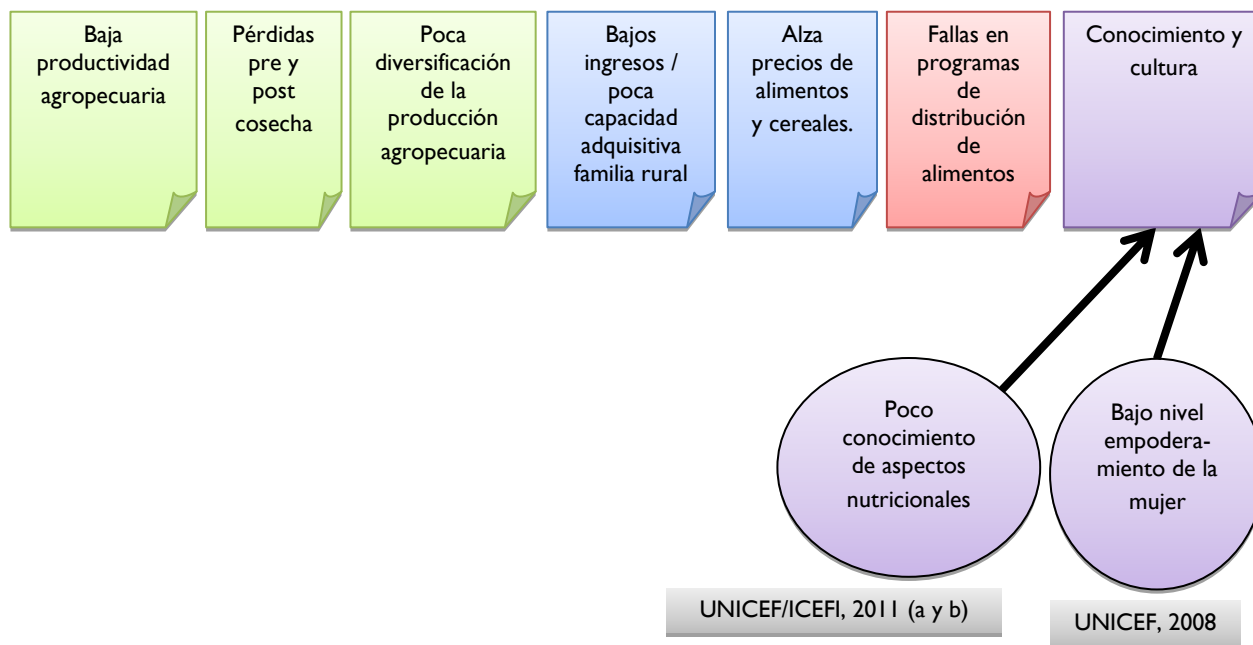 Baja
productividad
agropecuaria
Pérdidas
pre y
post
cosecha
Poca
diversificación
de la
producción
agropecuaria
Bajos
ingresos /
poca
capacidad
adquisitiva
familia rural
Alza
precios de
alimentos
y cereales.
Fallas en
programas
de
distribución
de
alimentos
Conocimiento y
cultura
Poco
conocimiento
de aspectos
nutricionales
Bajo nivel
empodera-
miento de la
mujer
UNICEF/ICEFI, 2011 (a y b)
UNICEF, 2008